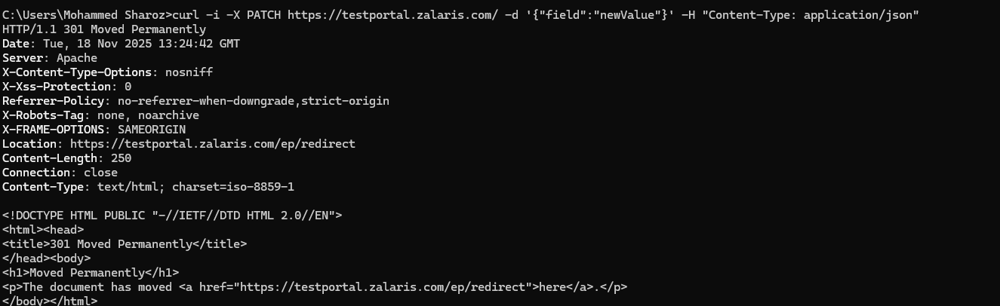 C:\Users\Mohammed Sharoz>curl -i -X PATCH https://testportal.zalaris.com/ -d '{"field":"newValue"}' -H "Content-Type: application/json"
HTTP/1.1 301 Moved Permanently
Date: Tue, 18 Nov 2025 13:24:42 GMT
Server: Apache
X-Content-Type-Options: nosniff
X-Xss-Protection: 0
Referrer-Policy: no-referrer-when-downgrade,strict-origin
X-Robots-Tag: none, noarchive
X-FRAME-OPTIONS: SAMEORIGIN
Location: https://testportal.zalaris.com/ep/redirect
Content-Length: 250
Connection: close
Content-Type: text/html; charset=iso-8859-1

<!DOCTYPE HTML PUBLIC "-//IETF//DTD HTML 2.0//EN">
<html><head>
<title>301 Moved Permanently</title>
</head><body>
<h1>Moved Permanently</h1>
<p>The document has moved <a href="https://testportal.zalaris.com/ep/redirect">here</a>.</p>
</body></html>